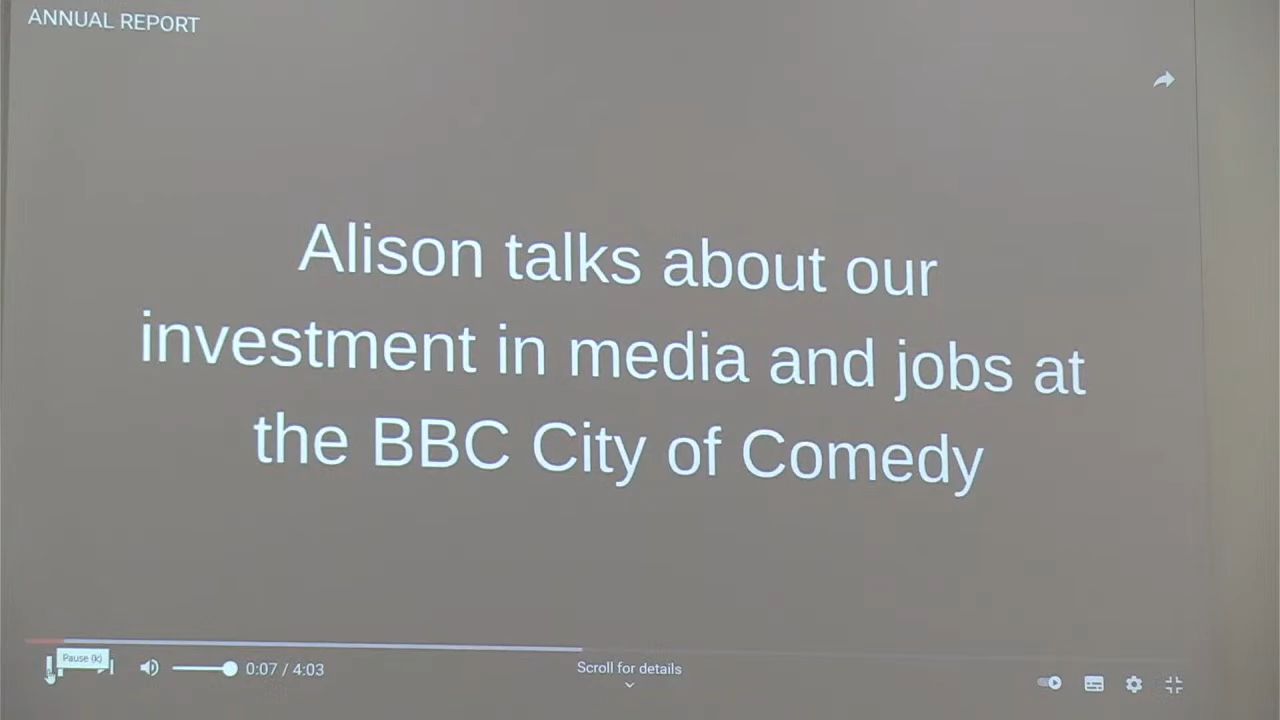 ANNUAL REPORT
Alison talks about our
investment in media and jobs at
the BBC City of Comedy
Pause (k)
0:07 / 4:03
Scroll for details